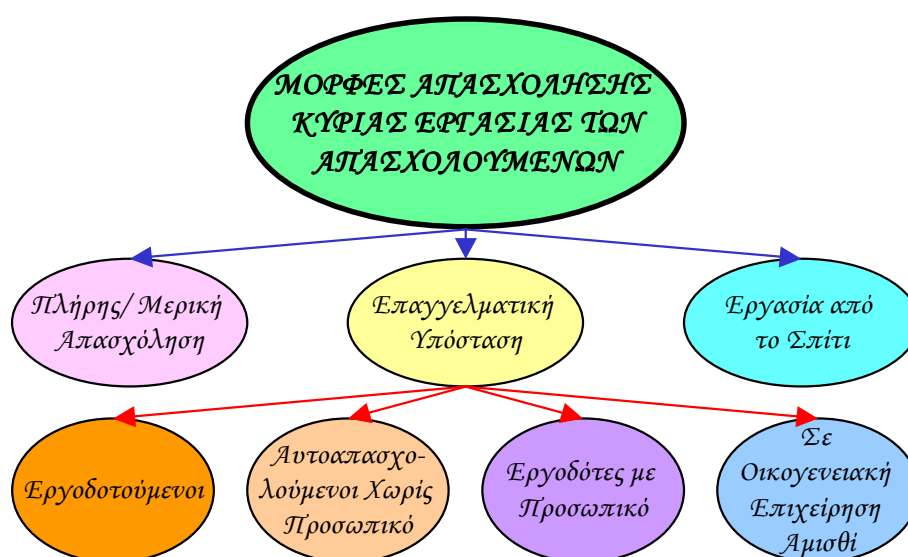 ΜΟΡΦΕΣ ΑΠΑΣΧΟΛΗΣΗΣ
ΚΥΡΙΑΣ ΕΡΓΑΣΙΑΣ ΤΩΝ
ΑΠΑΣΧΟΛΟΥΜΕΝΩΝ
Πλήρης/ Μερική
Απασχόληση
Επαγγελματική
Υπόσταση
Εργασία από
το Σπίτι
Εργοδοτούμενοι
Αυτοαπασχο-
λούμενοι Χωρίς
Προσωπικό
Εργοδότες με
Προσωπικό
Σε
Οικογενειακή
Επιχείρηση
Αμισθί